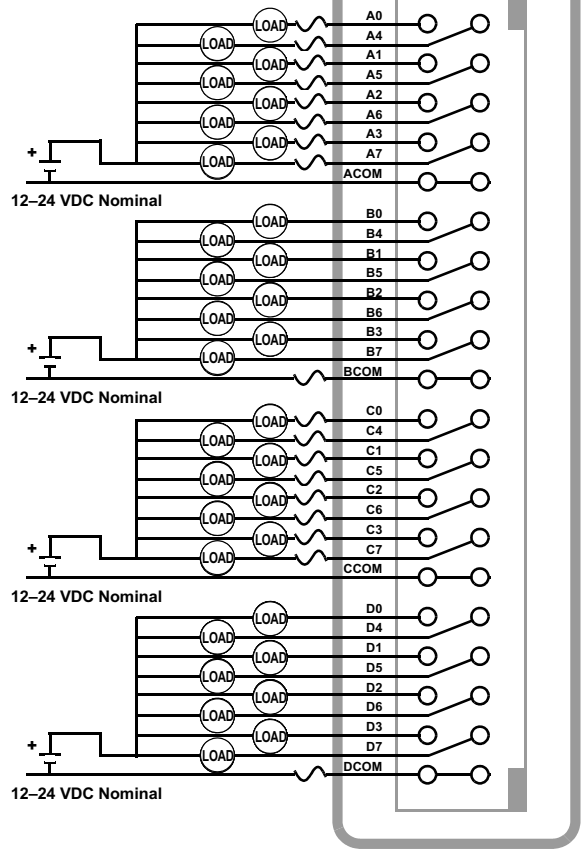 LOAD A0
LOAD A4
LOAD A1
LOAD A5
LOAD A2
LOAD A6
LOAD A3
+ LOAD A7
ACOM
12–24 VDC Nominal
LOAD B0
LOAD B4
LOAD B1
LOAD B5
LOAD B2
LOAD B6
LOAD B3
+ LOAD B7
BCOM
12–24 VDC Nominal
LOAD C0
LOAD C4
LOAD C1
LOAD C5
LOAD C2
LOAD C6
LOAD C3
+ LOAD C7
CCOM
12–24 VDC Nominal
LOAD D0
LOAD D4
LOAD D1
LOAD D5
LOAD D2
LOAD D6
LOAD D3
+ LOAD D7
DCOM
12–24 VDC Nominal